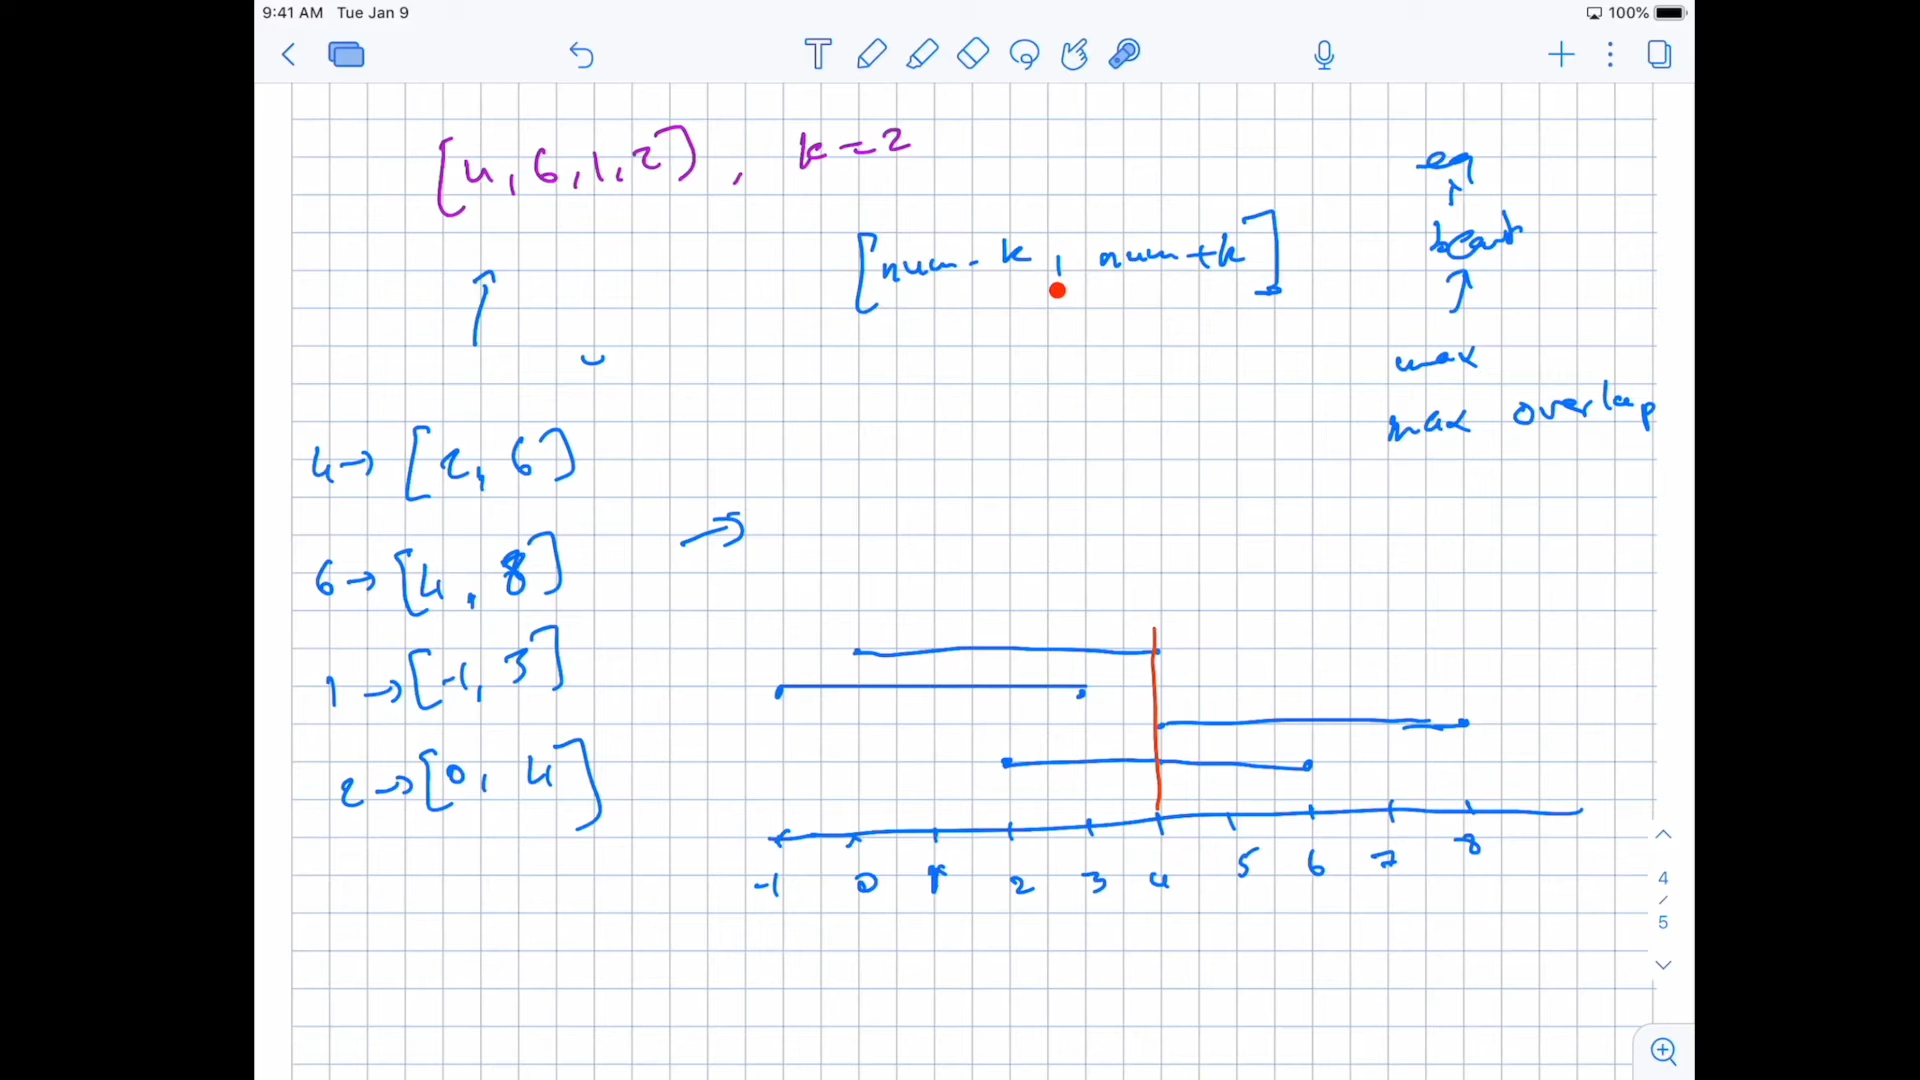 9:41 AM Tue Jan 9
100%
[4, 6, 1, 2], k=2
eq
[num-k, num+k]
beaut
max
max overlap
4→ [2, 6]
6→ [4, 8]
1→ [-1, 3]
2→ [0, 4]
-1 0 1 2 3 4 5 6 7 8
4
/
5